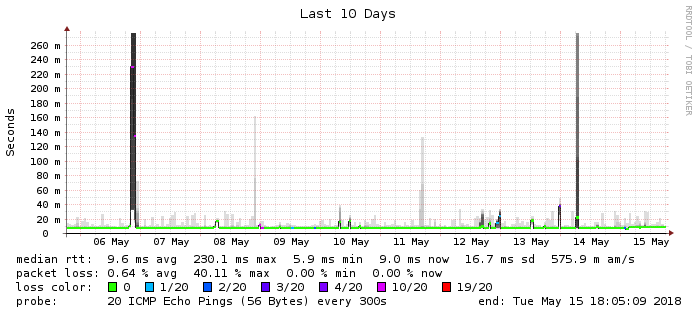 Last 10 Days
RRDTOOL / TOBI OETIKER
Seconds
260 m
240 m
220 m
200 m
180 m
160 m
140 m
120 m
100 m
80 m
60 m
40 m
20 m
0
06 May 07 May 08 May 09 May 10 May 11 May 12 May 13 May 14 May 15 May
median rtt: 9.6 ms avg 230.1 ms max 5.9 ms min 9.0 ms now 16.7 ms sd 575.9 m am/s
packet loss: 0.64 % avg 40.11 % max 0.00 % min 0.00 % now
loss color: 0 1/20 2/20 3/20 4/20 10/20 19/20
probe: 20 ICMP Echo Pings (56 Bytes) every 300s end: Tue May 15 18:05:09 2018